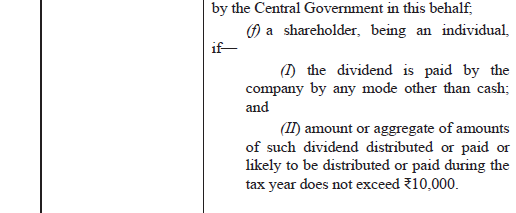 by the Central Government in this behalf;
(f) a shareholder, being an individual,
if—
(I) the dividend is paid by the
company by any mode other than cash;
and
(II) amount or aggregate of amounts
of such dividend distributed or paid or
likely to be distributed or paid during the
tax year does not exceed ₹10,000.